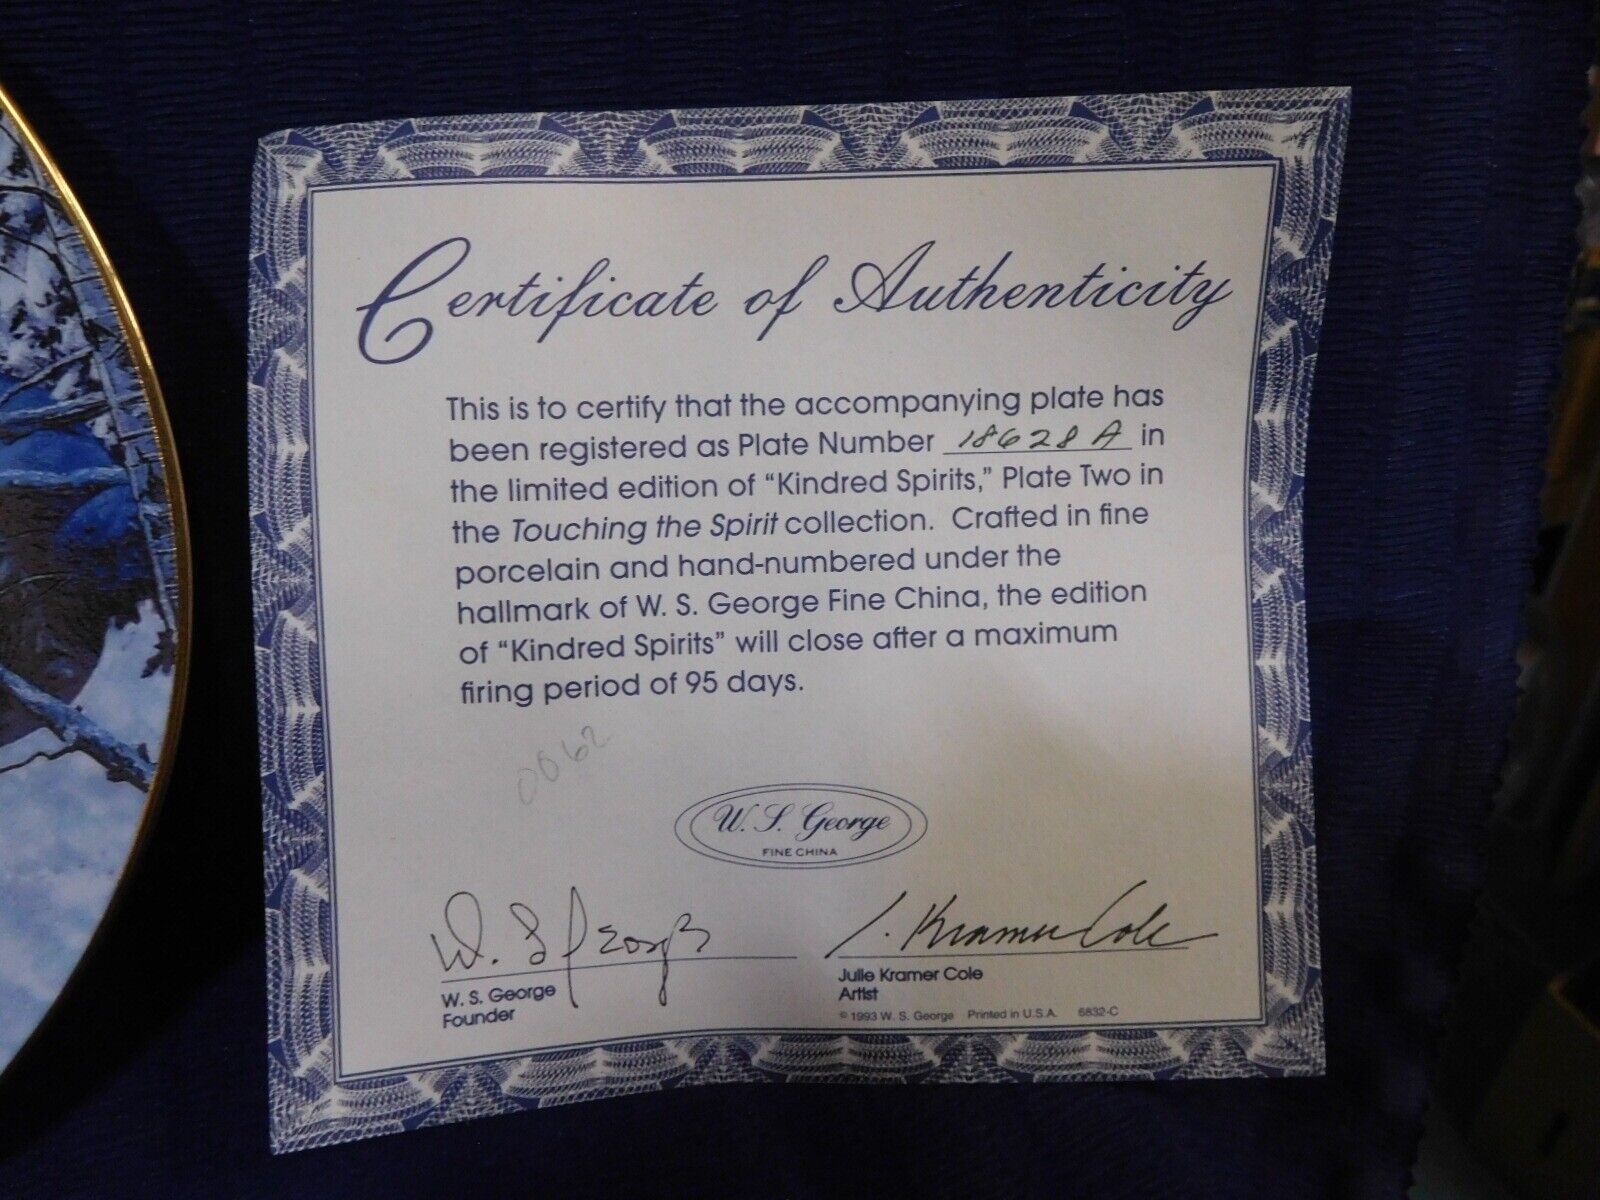 Certificate of Authenticity
This is to certify that the accompanying plate has
been registered as Plate Number 18628 A in
the limited edition of “Kindred Spirits,” Plate Two in
the Touching the Spirit collection. Crafted in fine
porcelain and hand-numbered under the
hallmark of W. S. George Fine China, the edition
of “Kindred Spirits” will close after a maximum
firing period of 95 days.
0062
W. S. George
FINE CHINA
W. S. George
J. Kramer Cole
W. S. George
Founder
Julie Kramer Cole
Artist
© 1993 W. S. George Printed in U.S.A. 6832-C